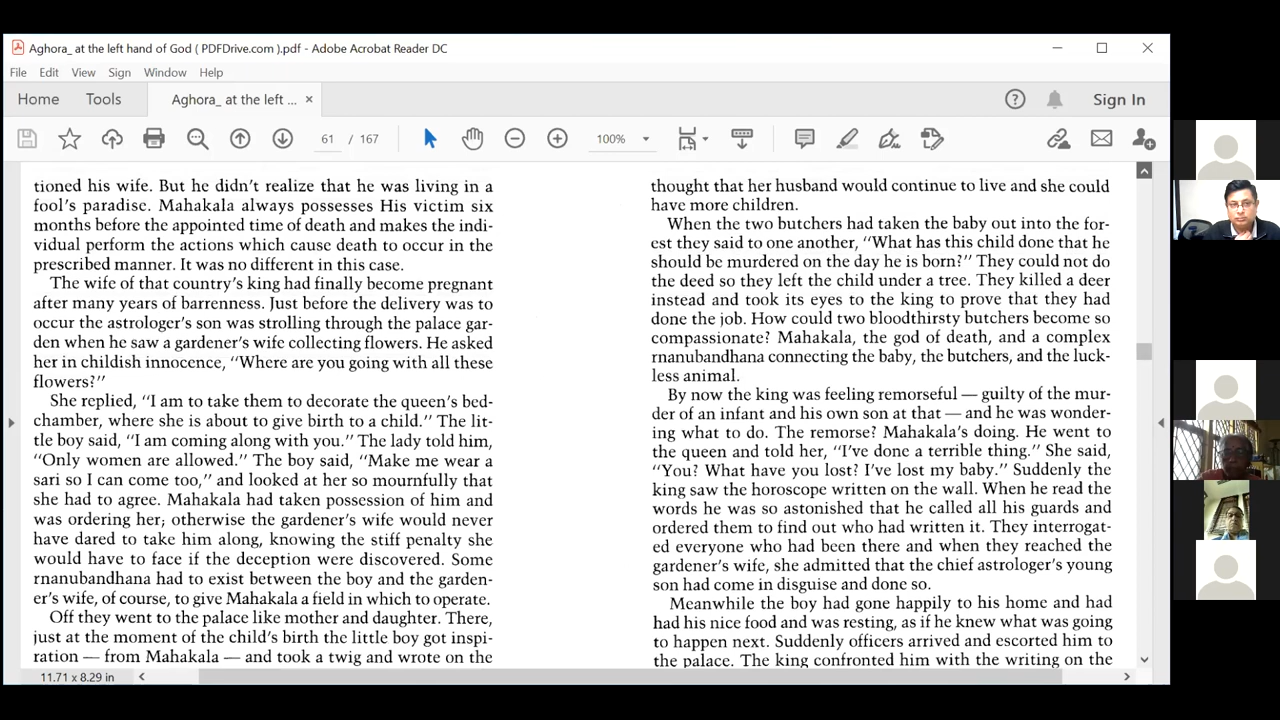 Aghora_ at the left hand of God ( PDFDrive.com ).pdf - Adobe Acrobat Reader DC
File Edit View Sign Window Help
Home Tools Aghora_ at the left ... × Sign In
61 / 167 100%
tioned his wife. But he didn't realize that he was living in a
fool's paradise. Mahakala always possesses His victim six
months before the appointed time of death and makes the indi-
vidual perform the actions which cause death to occur in the
prescribed manner. It was no different in this case.
The wife of that country's king had finally become pregnant
after many years of barrenness. Just before the delivery was to
occur the astrologer's son was strolling through the palace gar-
den when he saw a gardener's wife collecting flowers. He asked
her in childish innocence, "Where are you going with all these
flowers?"
She replied, "I am to take them to decorate the queen's bed-
chamber, where she is about to give birth to a child." The lit-
tle boy said, "I am coming along with you." The lady told him,
"Only women are allowed." The boy said, "Make me wear a
sari so I can come too," and looked at her so mournfully that
she had to agree. Mahakala had taken possession of him and
was ordering her; otherwise the gardener's wife would never
have dared to take him along, knowing the stiff penalty she
would have to face if the deception were discovered. Some
rnanubandhana had to exist between the boy and the garden-
er's wife, of course, to give Mahakala a field in which to operate.
Off they went to the palace like mother and daughter. There,
just at the moment of the child's birth the little boy got inspi-
ration — from Mahakala — and took a twig and wrote on the
thought that her husband would continue to live and she could
have more children.
When the two butchers had taken the baby out into the for-
est they said to one another, "What has this child done that he
should be murdered on the day he is born?" They could not do
the deed so they left the child under a tree. They killed a deer
instead and took its eyes to the king to prove that they had
done the job. How could two bloodthirsty butchers become so
compassionate? Mahakala, the god of death, and a complex
rnanubandhana connecting the baby, the butchers, and the luck-
less animal.
By now the king was feeling remorseful — guilty of the mur-
der of an infant and his own son at that — and he was wonder-
ing what to do. The remorse? Mahakala's doing. He went to
the queen and told her, "I've done a terrible thing." She said,
"You? What have you lost? I've lost my baby." Suddenly the
king saw the horoscope written on the wall. When he read the
words he was so astonished that he called all his guards and
ordered them to find out who had written it. They interrogat-
ed everyone who had been there and when they reached the
gardener's wife, she admitted that the chief astrologer's young
son had come in disguise and done so.
Meanwhile the boy had gone happily to his home and had
had his nice food and was resting, as if he knew what was going
to happen next. Suddenly officers arrived and escorted him to
the palace. The king confronted him with the writing on the
11.71 x 8.29 in